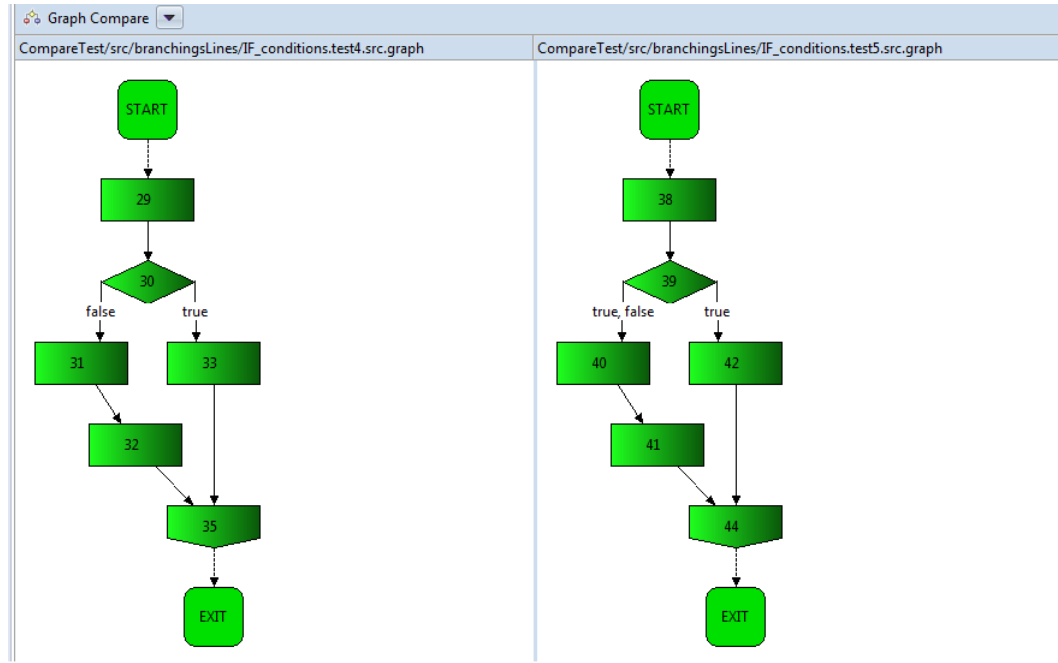 Graph Compare
CompareTest/src/branchingsLines/IF_conditions.test4.src.graph
START
29
30
false
true
31
33
32
35
EXIT
CompareTest/src/branchingsLines/IF_conditions.test5.src.graph
START
38
39
true, false
true
40
42
41
44
EXIT